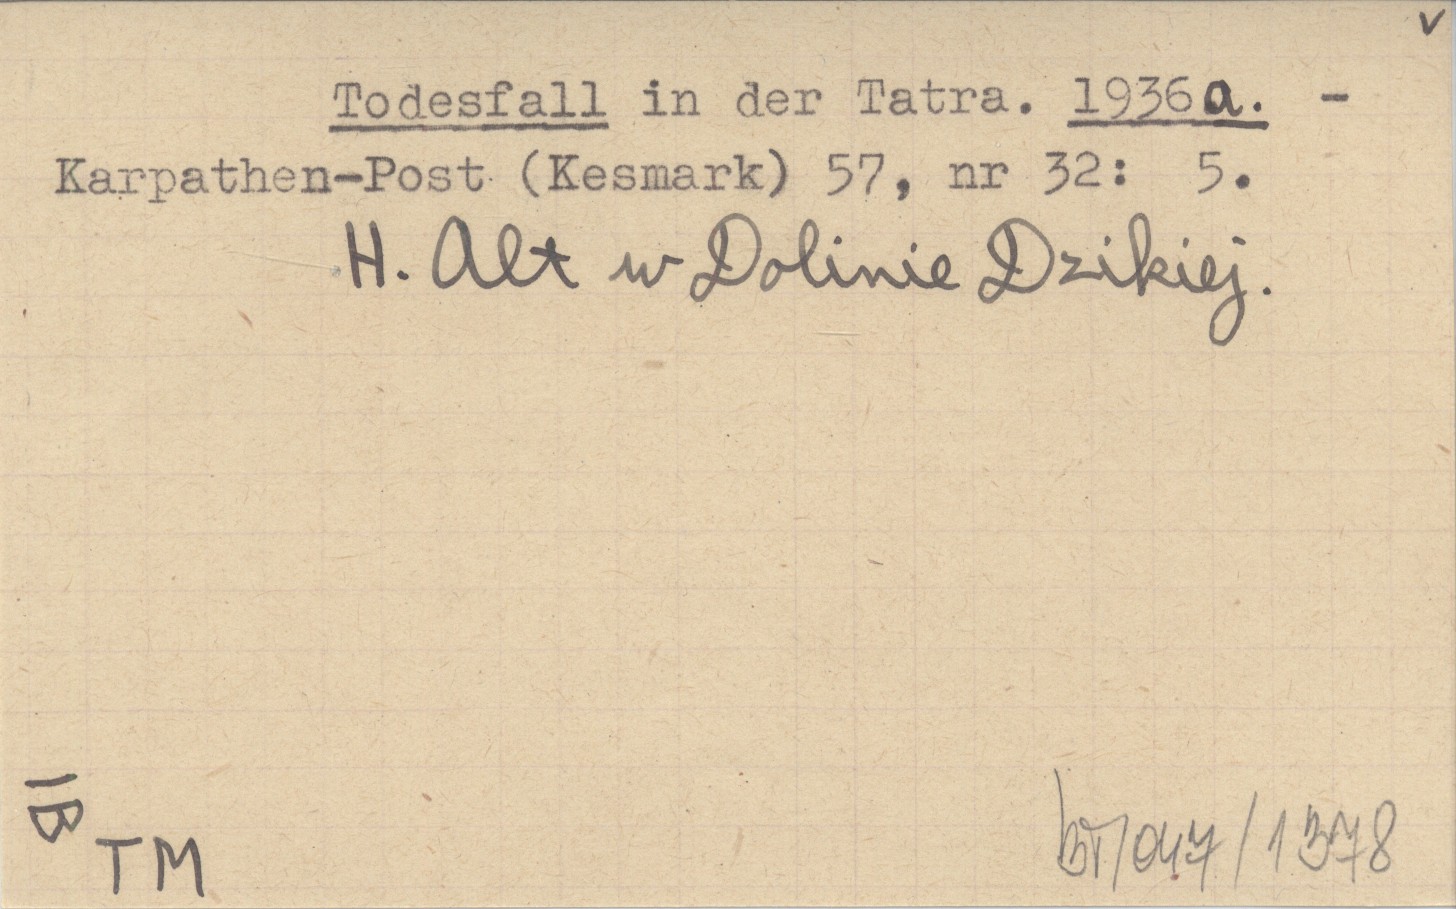 v
Todesfall in der Tatra. 1936a. -
Karpathen-Post (Kesmark) 57, nr 32: 5.
H. Alt w Dolinie Dzikiej.
IB
TM
bT/047/1378